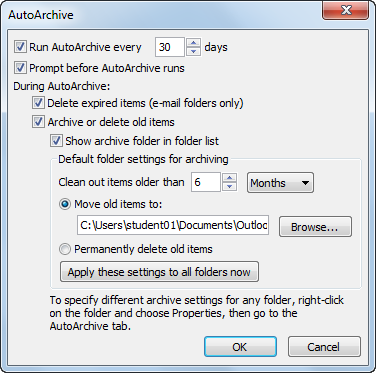 AutoArchive
Run AutoArchive every 30 days
Prompt before AutoArchive runs
During AutoArchive:
Delete expired items (e-mail folders only)
Archive or delete old items
Show archive folder in folder list
Default folder settings for archiving
Clean out items older than 6 Months
Move old items to:
C:\Users\student01\Documents\Outloo Browse...
Permanently delete old items
Apply these settings to all folders now
To specify different archive settings for any folder, right-click
on the folder and choose Properties, then go to the
AutoArchive tab.
OK Cancel